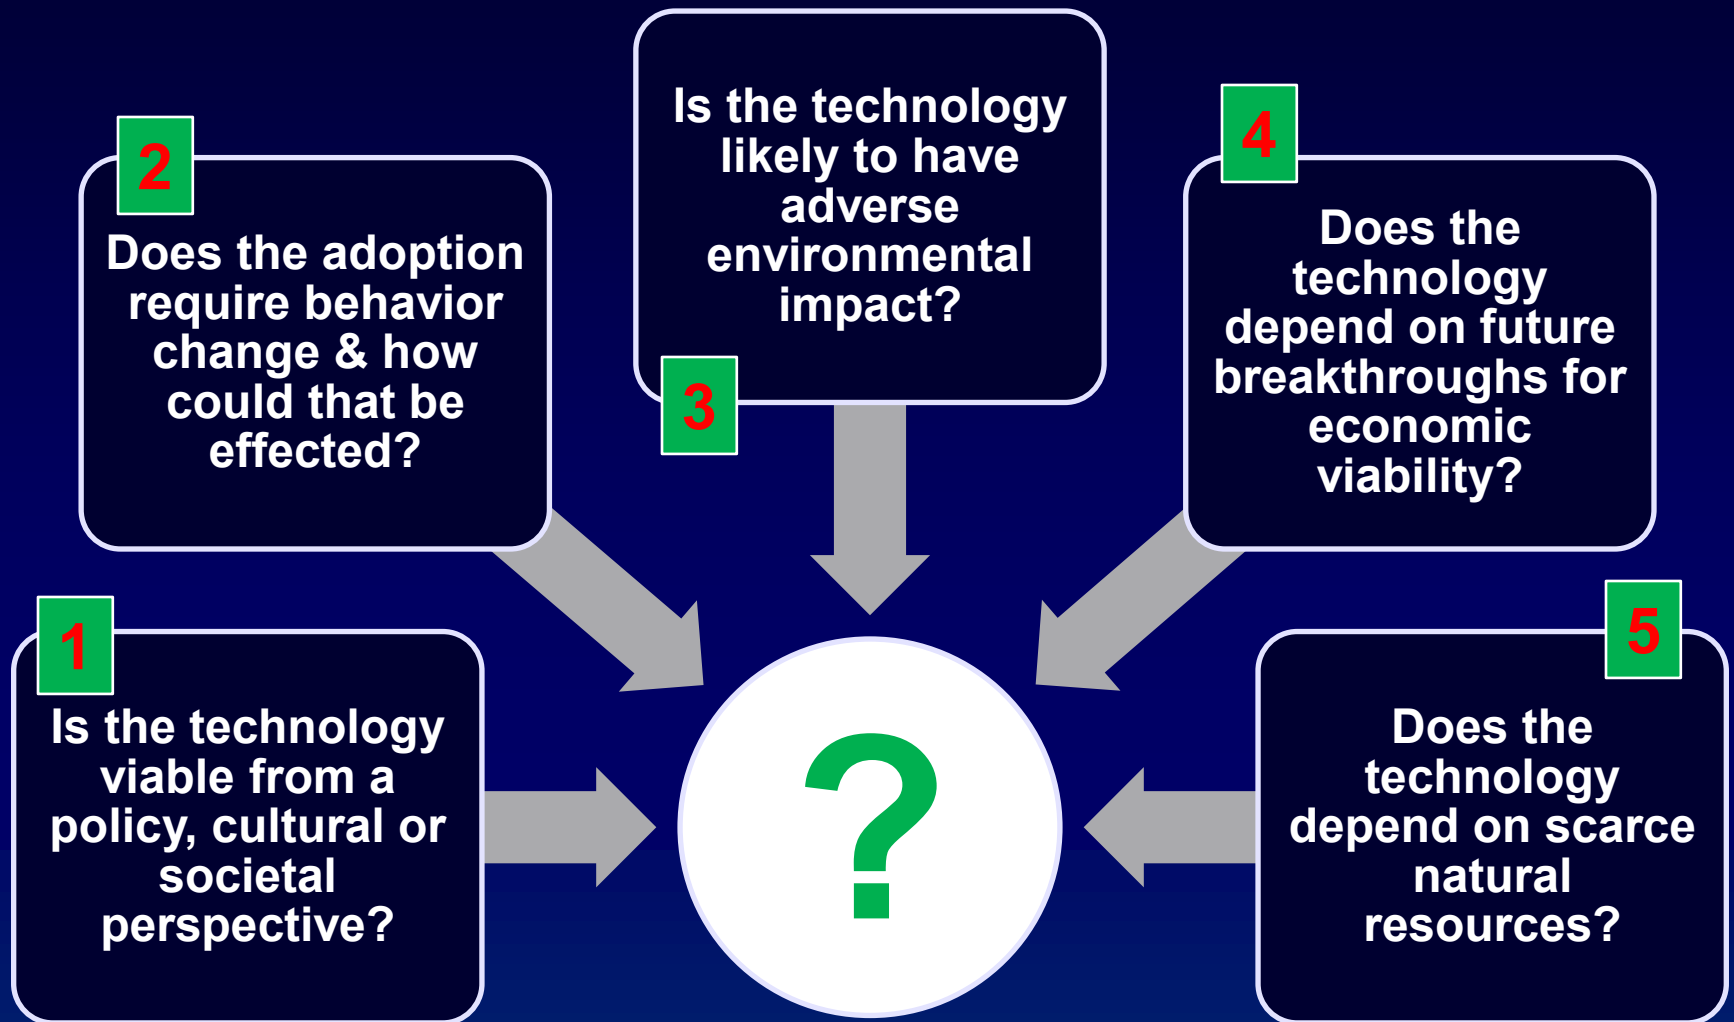 1
Is the technology
viable from a
policy, cultural or
societal
perspective?
2
Does the adoption
require behavior
change & how
could that be
effected?
3
Is the technology
likely to have
adverse
environmental
impact?
4
Does the
technology
depend on future
breakthroughs for
economic
viability?
5
Does the
technology
depend on scarce
natural
resources?
?